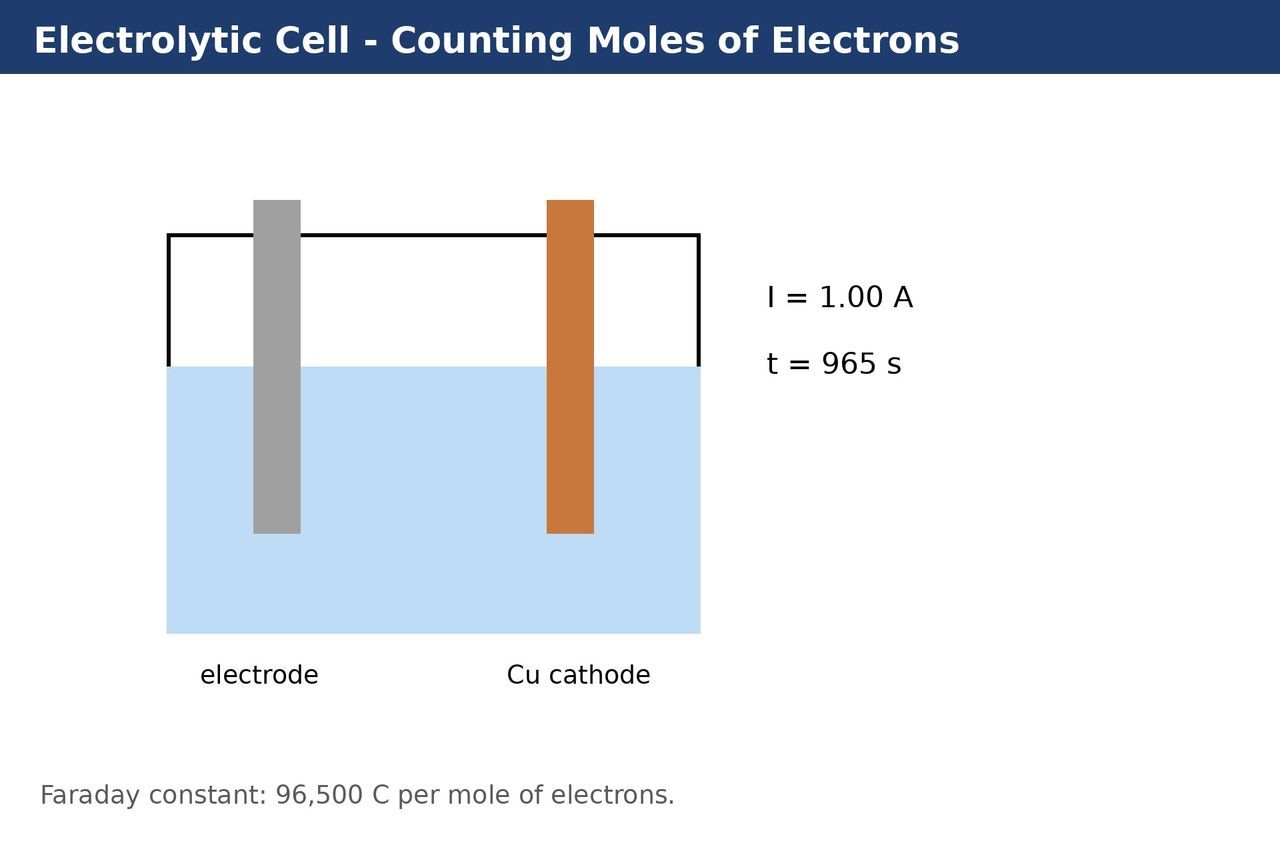 Electrolytic Cell - Counting Moles of Electrons
I = 1.00 A
t = 965 s
electrode
Cu cathode
Faraday constant: 96,500 C per mole of electrons.